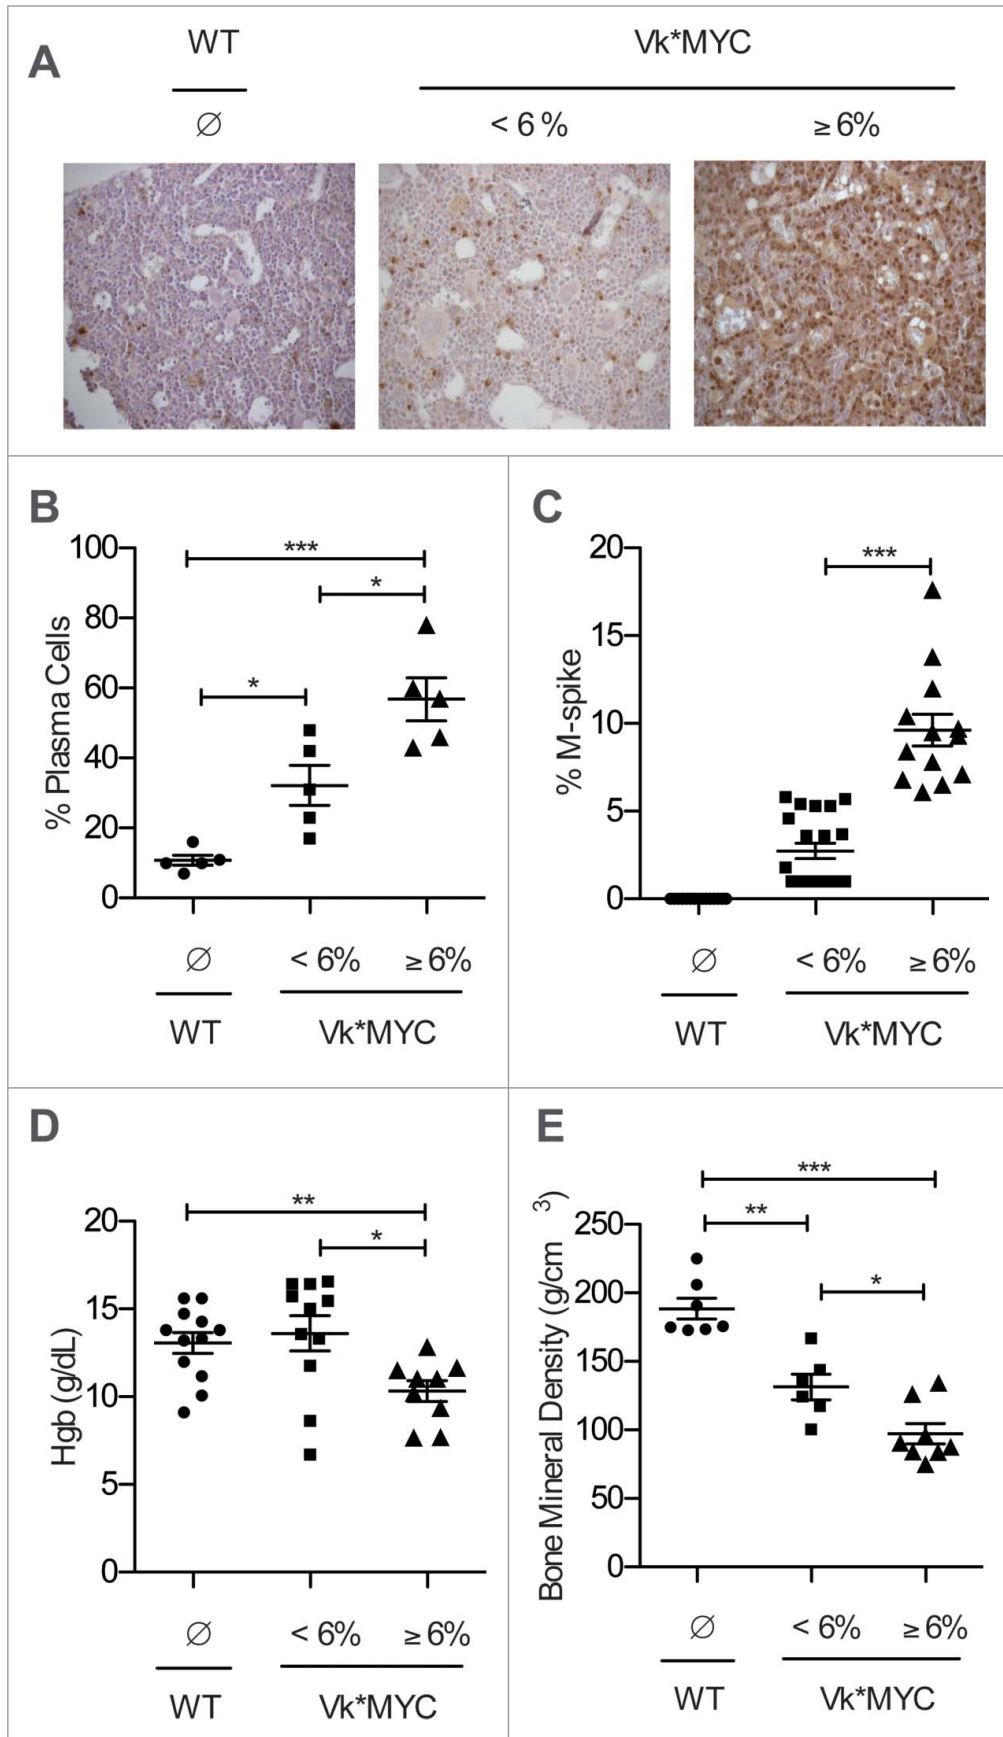 A
WT
Vk*MYC
∅
< 6 %
≥ 6%
B
% Plasma Cells
100
80
60
40
20
0
***
*
*
∅
< 6%
≥ 6%
WT
Vk*MYC
C
% M-spike
20
15
10
5
0
***
∅
< 6%
≥ 6%
WT
Vk*MYC
D
Hgb (g/dL)
20
15
10
5
0
**
*
∅
< 6%
≥ 6%
WT
Vk*MYC
E
Bone Mineral Density (g/cm 3)
250
200
150
100
50
0
***
**
*
∅
< 6%
≥ 6%
WT
Vk*MYC